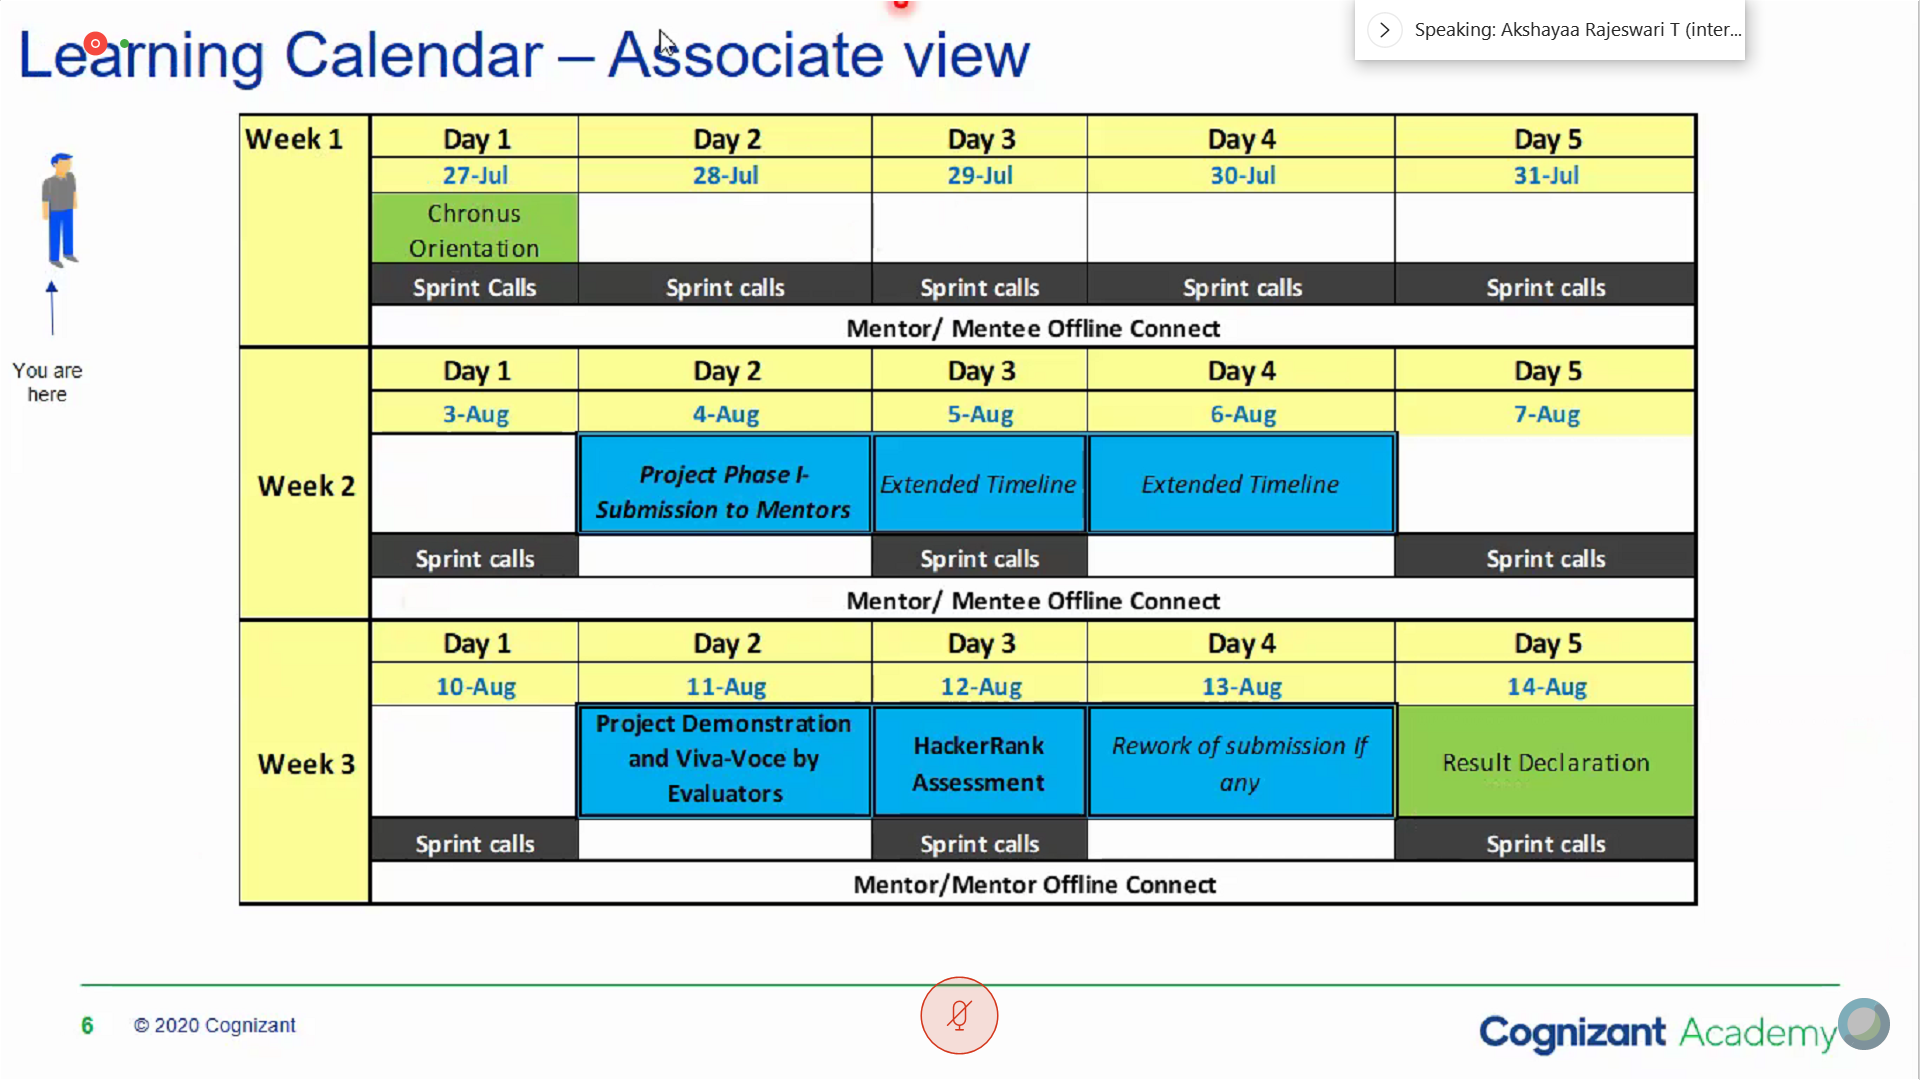 Speaking: Akshayaa Rajeswari T (inter...
Learning Calendar – Associate view
You are
here
Week 1
Day 1
Day 2
Day 3
Day 4
Day 5
27-Jul
28-Jul
29-Jul
30-Jul
31-Jul
Chronus
Orientation
Sprint Calls
Sprint calls
Sprint calls
Sprint calls
Sprint calls
Mentor/ Mentee Offline Connect
Week 2
Day 1
Day 2
Day 3
Day 4
Day 5
3-Aug
4-Aug
5-Aug
6-Aug
7-Aug
Project Phase I-
Submission to Mentors
Extended Timeline
Extended Timeline
Sprint calls
Sprint calls
Sprint calls
Mentor/ Mentee Offline Connect
Week 3
Day 1
Day 2
Day 3
Day 4
Day 5
10-Aug
11-Aug
12-Aug
13-Aug
14-Aug
Project Demonstration
and Viva-Voce by
Evaluators
HackerRank
Assessment
Rework of submission If
any
Result Declaration
Sprint calls
Sprint calls
Sprint calls
Mentor/Mentor Offline Connect
6
© 2020 Cognizant
Cognizant Academy